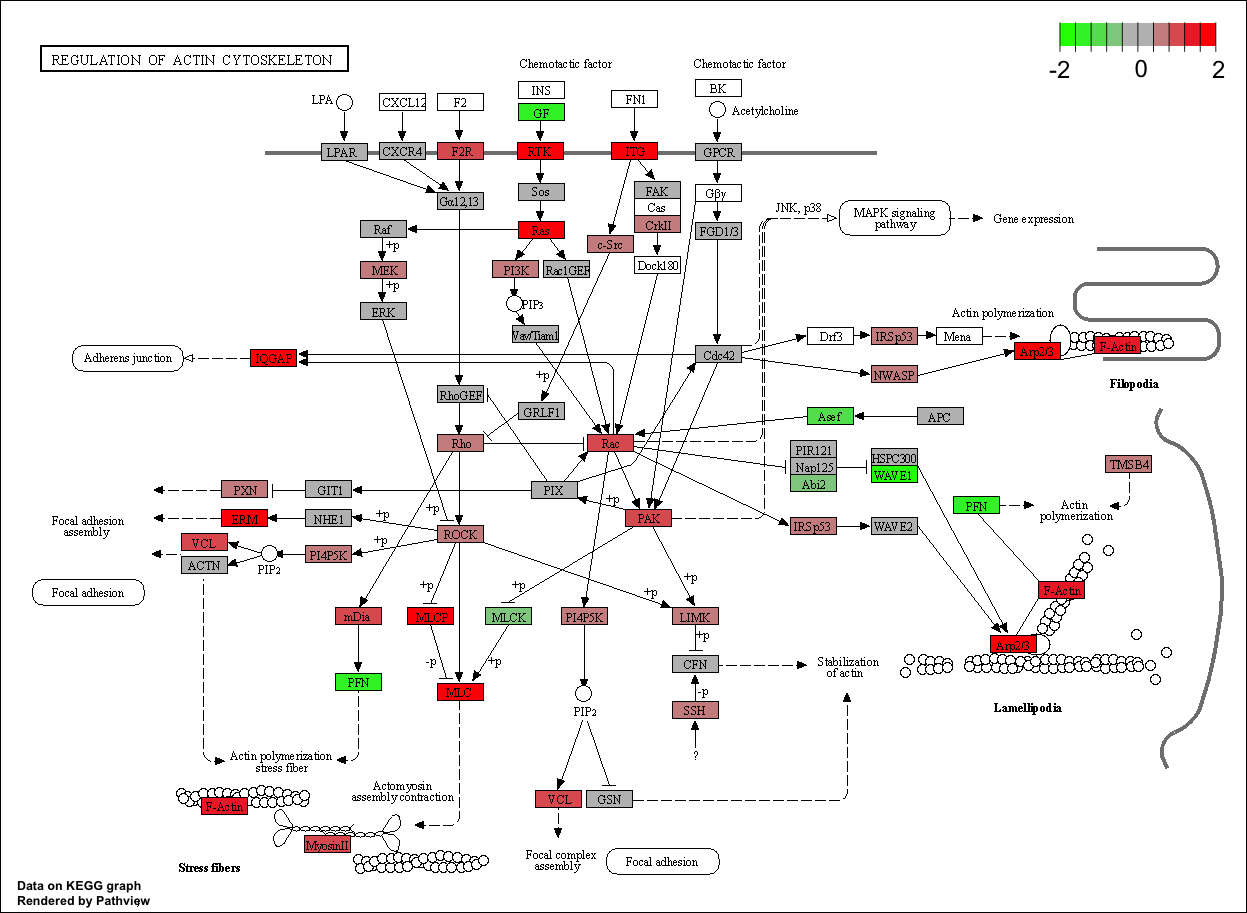 REGULATION OF ACTIN CYTOSKELETON
-2 0 2
Chemotactic factor
Chemotactic factor
LPA
CXCL12
F2
INS
GF
FN1
BK
Acetylcholine
LPAR
CXCR4
F2R
RTK
ITG
GPCR
Gα12,13
Sos
FAK
Cas
CrkII
Gβγ
JNK, p38
MAPK signaling
pathway
Gene expression
Raf
+p
Ras
c-Src
FGD1/3
MEK
+p
PI3K
Rac1GEF
Dock180
ERK
PIP3
Vav/Tiam1
Actin polymerization
Drf3
IRSp53
Mena
Arp2/3
F-Actin
Adherens junction
IQGAP
Cdc42
+p
NWASP
Filopodia
RhoGEF
GRLF1
Asef
APC
Rho
Rac
PIR121
Nap125
Abi2
HSPC300
WAVE1
TMSB4
PXN
GIT1
PIX
+p
PFN
Actin
polymerization
Focal adhesion
assembly
ERM
NHE1
+p
+p
PAK
IRSp53
WAVE2
VCL
ACTN
PIP2
PI4P5K
+p
ROCK
Focal adhesion
+p
+p
+p
+p
F-Actin
mDia
MLCP
MLCK
PI4P5K
LIMK
Arp2/3
-p
+p
+p
CFN
Stabilization
of actin
PFN
MLC
-p
SSH
PIP2
?
Lamellipodia
Actin polymerization
stress fiber
Actomyosin
assembly contraction
F-Actin
MyosinII
VCL
GSN
Stress fibers
Focal complex
assembly
Focal adhesion
Data on KEGG graph
Rendered by Pathview